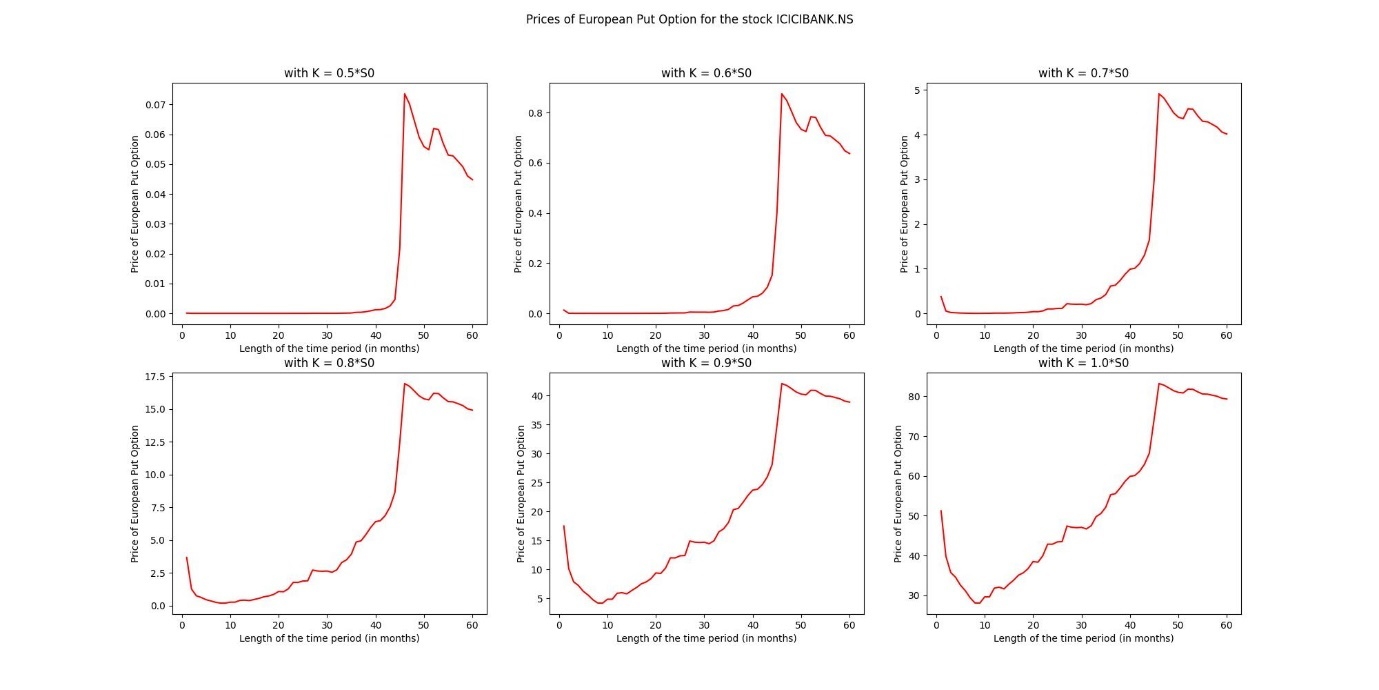 Prices of European Put Option for the stock ICICIBANK.NS
with K = 0.5*S0
Price of European Put Option
0.07
0.06
0.05
0.04
0.03
0.02
0.01
0.00
0 10 20 30 40 50 60
Length of the time period (in months)
with K = 0.6*S0
Price of European Put Option
0.8
0.6
0.4
0.2
0.0
0 10 20 30 40 50 60
Length of the time period (in months)
with K = 0.7*S0
Price of European Put Option
5
4
3
2
1
0
0 10 20 30 40 50 60
Length of the time period (in months)
with K = 0.8*S0
Price of European Put Option
17.5
15.0
12.5
10.0
7.5
5.0
2.5
0.0
0 10 20 30 40 50 60
Length of the time period (in months)
with K = 0.9*S0
Price of European Put Option
40
35
30
25
20
15
10
5
0 10 20 30 40 50 60
Length of the time period (in months)
with K = 1.0*S0
Price of European Put Option
80
70
60
50
40
30
0 10 20 30 40 50 60
Length of the time period (in months)